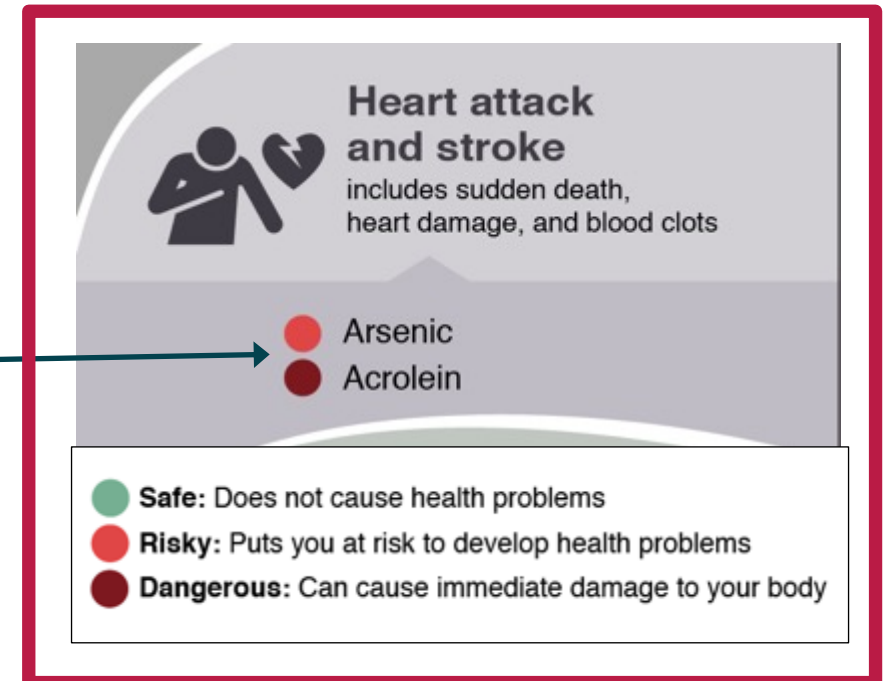 Heart attack
and stroke
includes sudden death,
heart damage, and blood clots
Arsenic
Acrolein
Safe: Does not cause health problems
Risky: Puts you at risk to develop health problems
Dangerous: Can cause immediate damage to your body